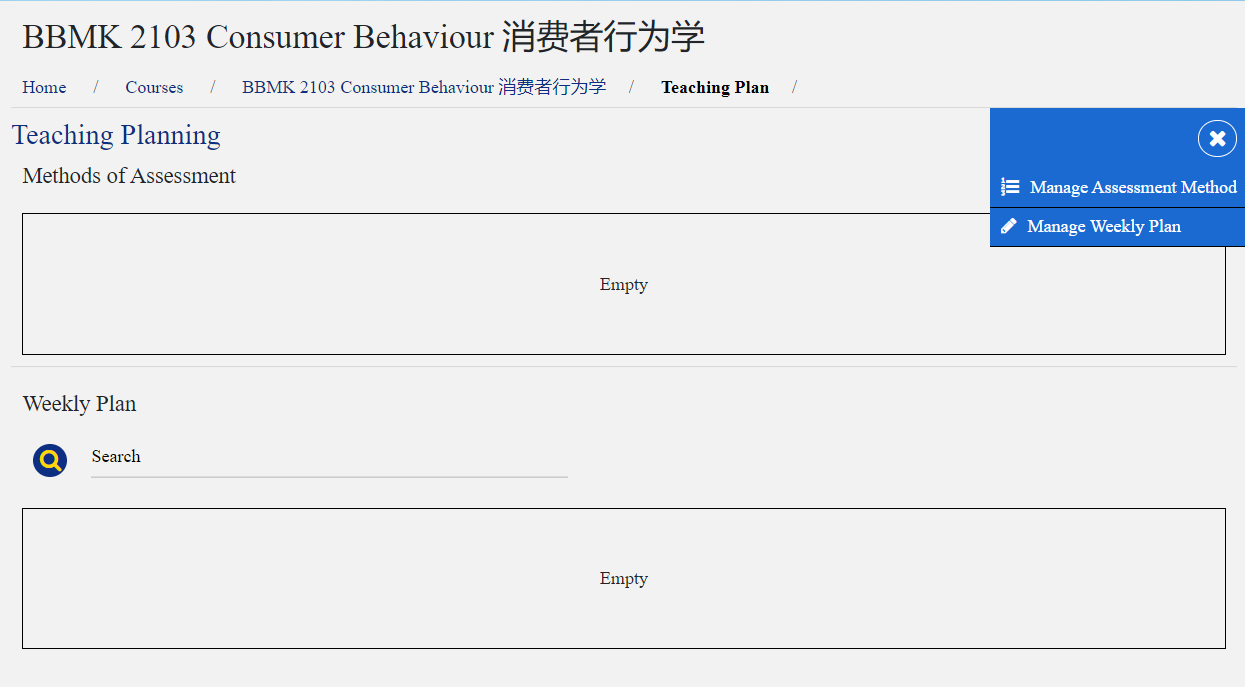 BBMK 2103 Consumer Behaviour 消费者行为学
Home / Courses / BBMK 2103 Consumer Behaviour 消费者行为学 / Teaching Plan /
Teaching Planning
Methods of Assessment
Manage Assessment Method
Manage Weekly Plan
Empty
Weekly Plan
Search
Empty